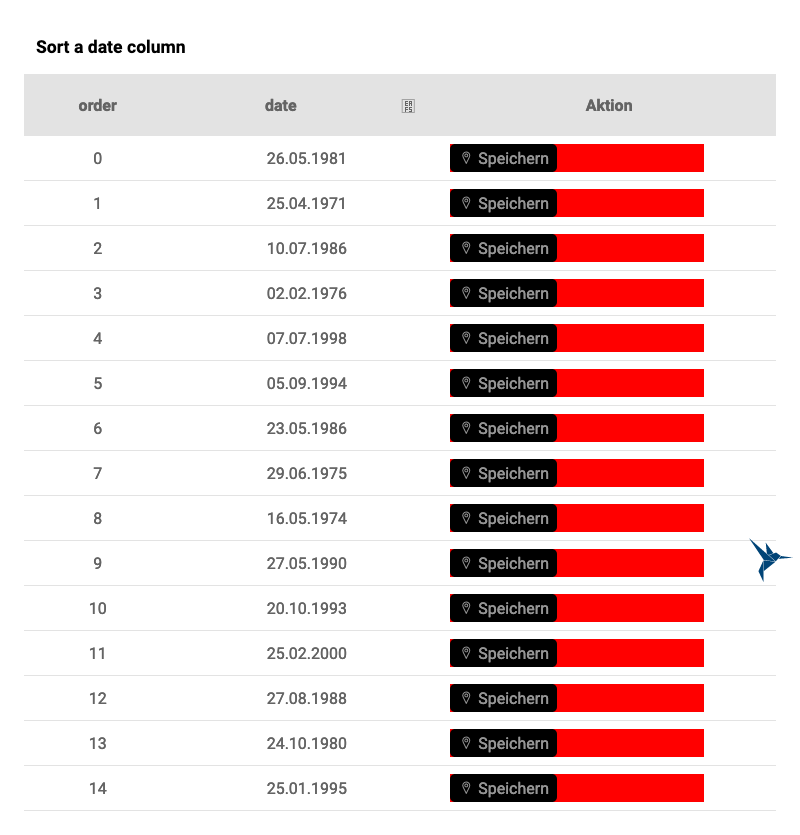 Sort a date column
order date Aktion
0 26.05.1981 Speichern
1 25.04.1971 Speichern
2 10.07.1986 Speichern
3 02.02.1976 Speichern
4 07.07.1998 Speichern
5 05.09.1994 Speichern
6 23.05.1986 Speichern
7 29.06.1975 Speichern
8 16.05.1974 Speichern
9 27.05.1990 Speichern
10 20.10.1993 Speichern
11 25.02.2000 Speichern
12 27.08.1988 Speichern
13 24.10.1980 Speichern
14 25.01.1995 Speichern